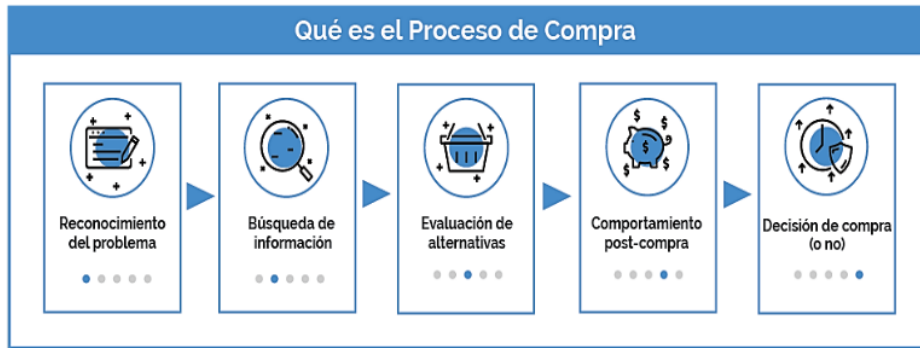 Qué es el Proceso de Compra
Reconocimiento
del problema
Búsqueda de
información
Evaluación de
alternativas
Comportamiento
post-compra
Decisión de compra
(o no)